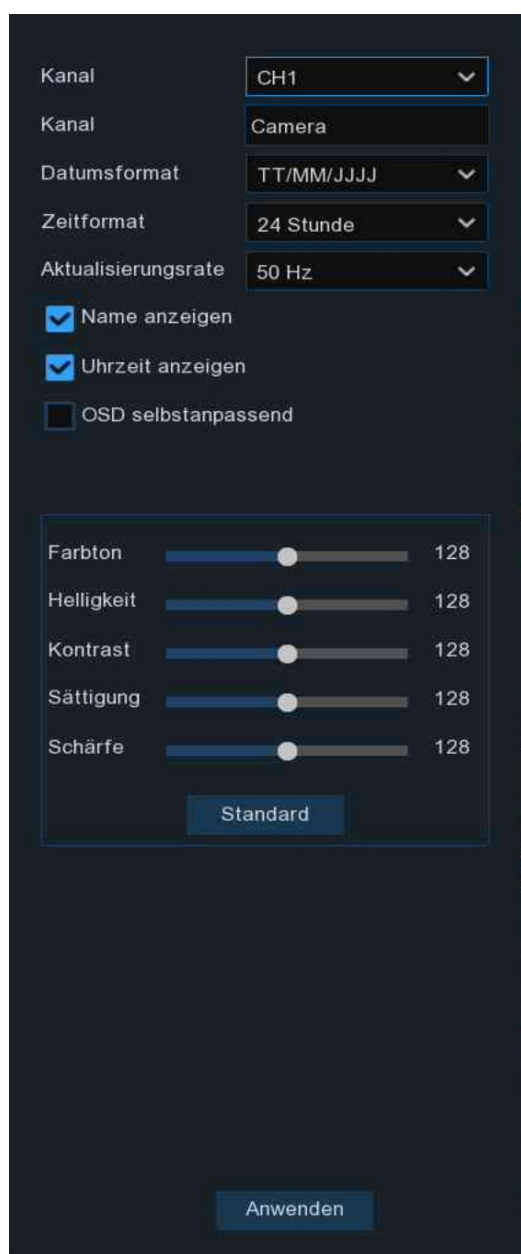 Kanal CH1
Kanal Camera
Datumsformat TT/MM/JJJJ
Zeitformat 24 Stunde
Aktualisierungsrate 50 Hz
Name anzeigen
Uhrzeit anzeigen
OSD selbstanpassend
Farbton 128
Helligkeit 128
Kontrast 128
Sättigung 128
Schärfe 128
Standard
Anwenden